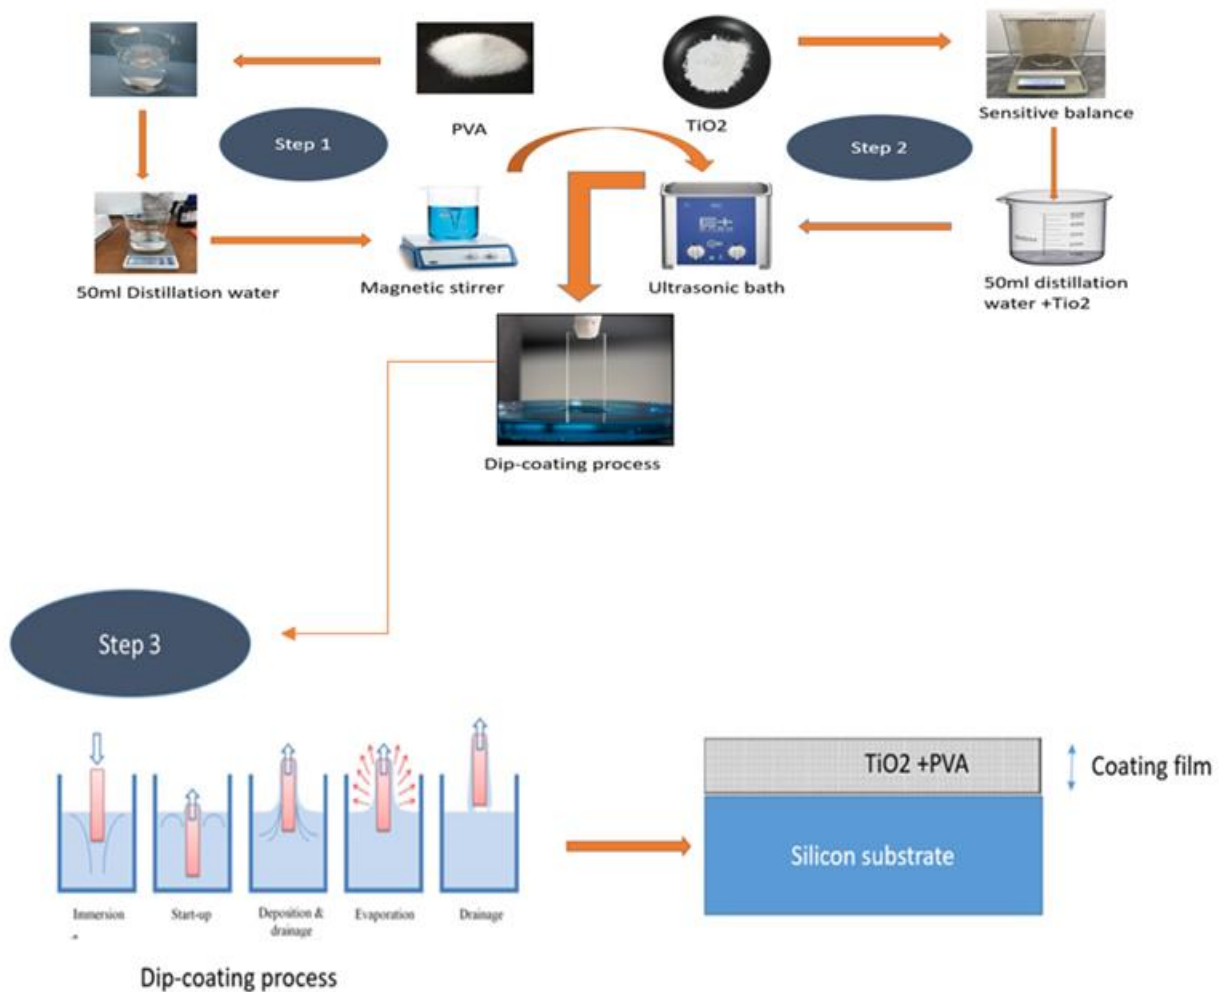 PVA
TiO2
Sensitive balance
Step 1
Step 2
50ml Distillation water
Magnetic stirrer
Ultrasonic bath
50ml distillation
water +Tio2
Dip-coating process
Step 3
Immersion
Start-up
Deposition &
drainage
Evaporation
Drainage
Dip-coating process
TiO2 +PVA
Coating film
Silicon substrate